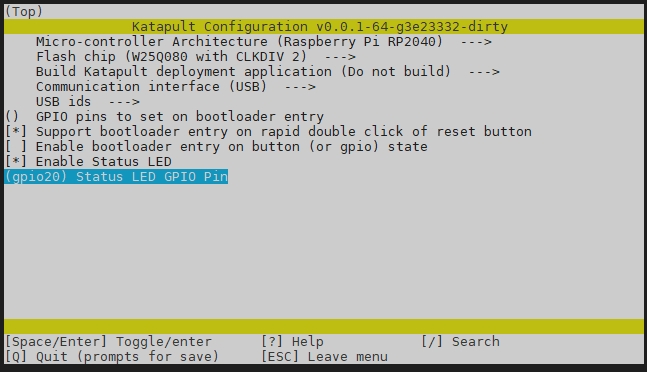 (Top)
Katapult Configuration v0.0.1-64-g3e23332-dirty
Micro-controller Architecture (Raspberry Pi RP2040)  --->
Flash chip (W25Q080 with CLKDIV 2)  --->
Build Katapult deployment application (Do not build)  --->
Communication interface (USB)  --->
USB ids  --->
()  GPIO pins to set on bootloader entry
[*] Support bootloader entry on rapid double click of reset button
[ ] Enable bootloader entry on button (or gpio) state
[*] Enable Status LED
(gpio20) Status LED GPIO Pin
[Space/Enter] Toggle/enter [?] Help [/] Search
[Q] Quit (prompts for save) [ESC] Leave menu